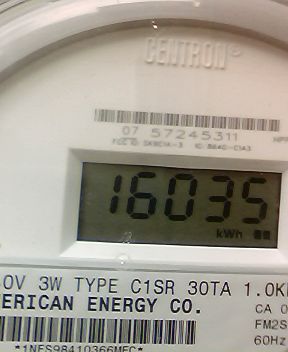 CENTRON®
07 57245311
16035
kWh
0V 3W TYPE C1SR 30TA 1.0K
ERICAN ENERGY CO.
CA 0
FM2S
60Hz